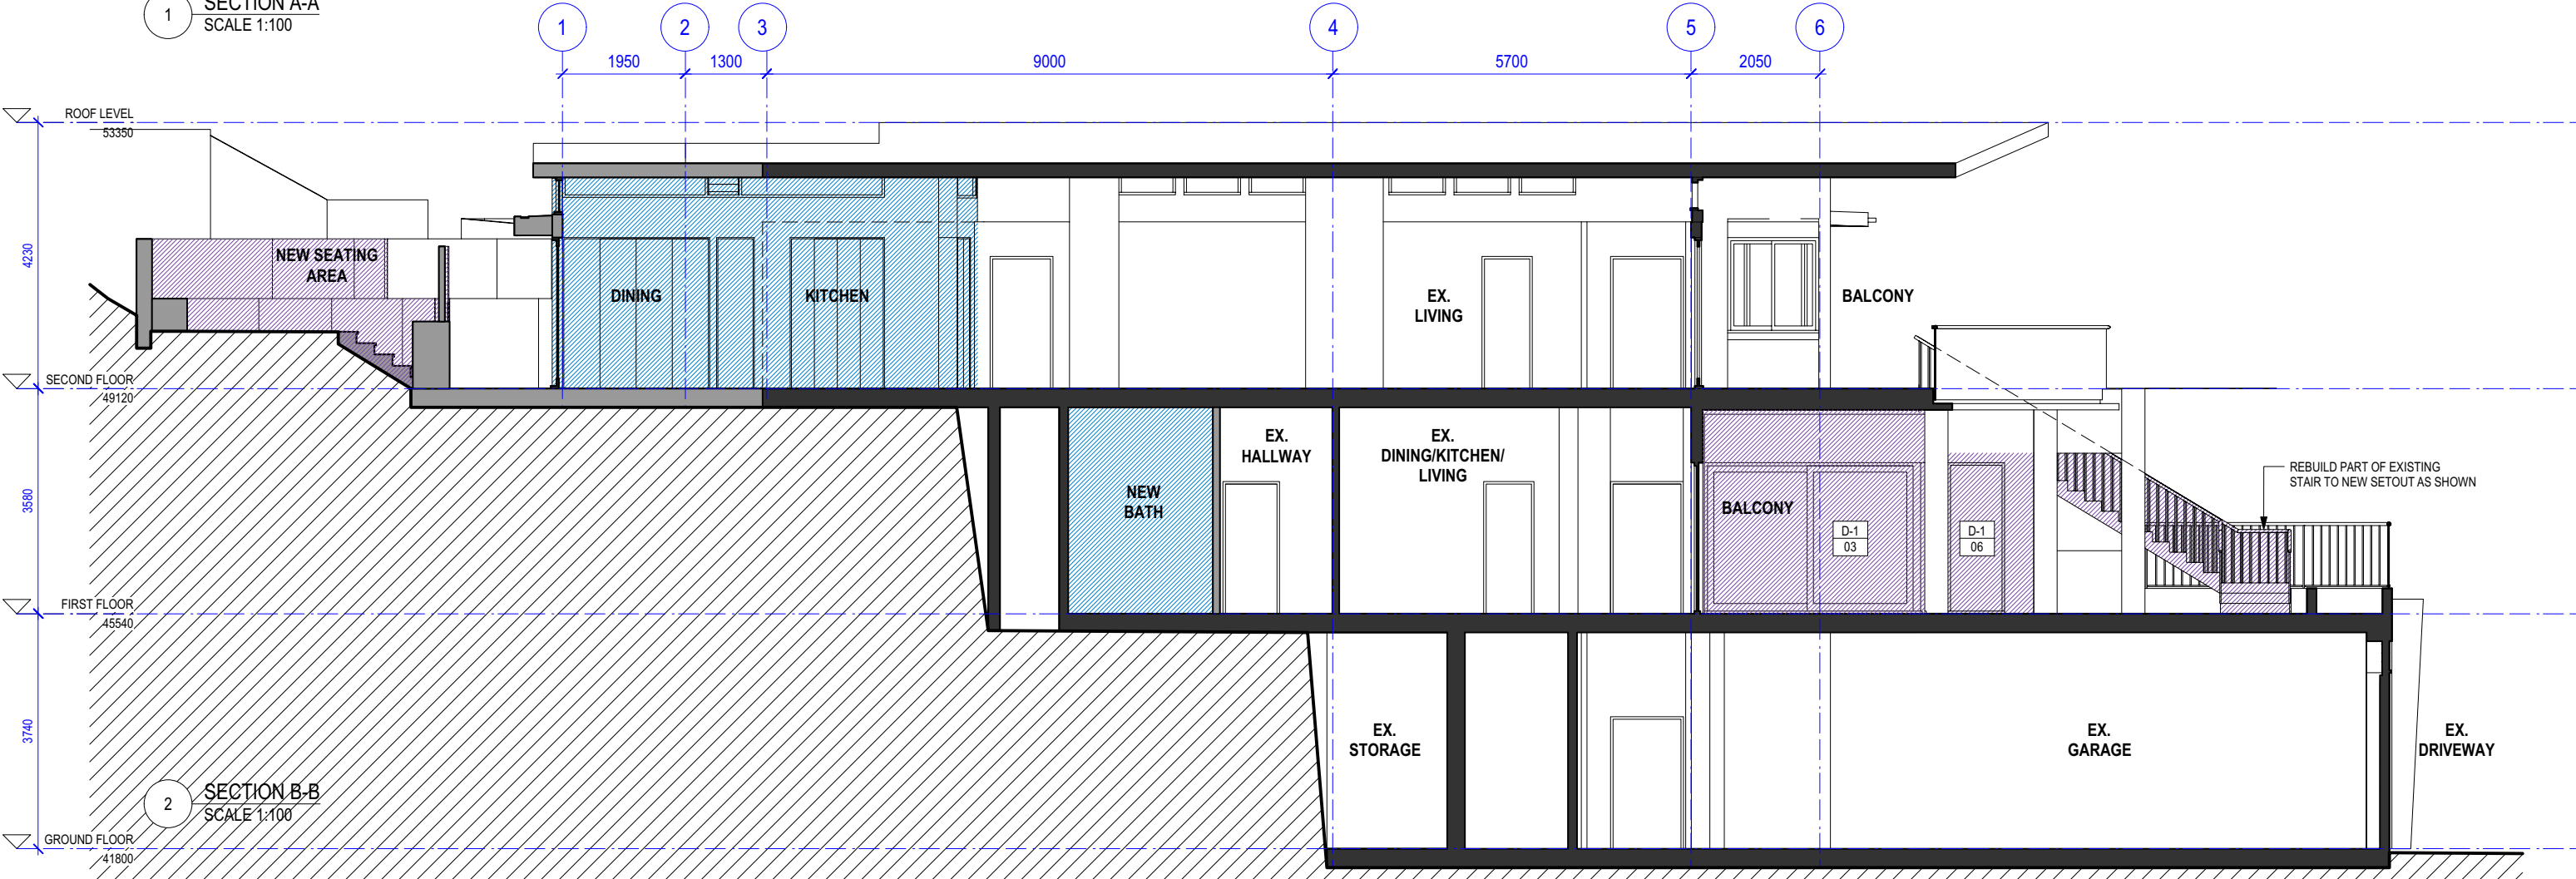 1
SECTION A-A
SCALE 1:100
1
2
3
4
5
6
1950
1300
9000
5700
2050
ROOF LEVEL
53350
4230
NEW SEATING
AREA
DINING
KITCHEN
EX.
LIVING
BALCONY
SECOND FLOOR
49120
3580
NEW
BATH
EX.
HALLWAY
EX.
DINING/KITCHEN/
LIVING
BALCONY
D-1
03
D-1
06
REBUILD PART OF EXISTING
STAIR TO NEW SETOUT AS SHOWN
FIRST FLOOR
45540
3740
EX.
STORAGE
EX.
GARAGE
EX.
DRIVEWAY
2
SECTION B-B
SCALE 1:100
GROUND FLOOR
41800